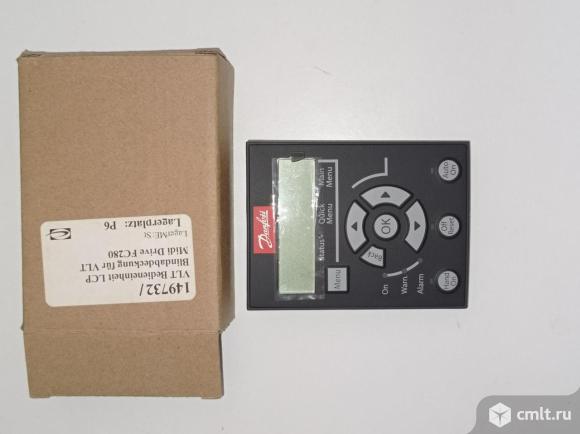 149732/
VLT Bedieneinheit LCP
Blindabdeckung für VLT
Midi Drive FC280
LagerME St
Lagerplatz: P6
Danfoss
Status
Quick
Menu
Main
Menu
Menu
Back
OK
On
Warn.
Alarm
Hand
On
Off
Reset
Auto
On
cmlt.ru